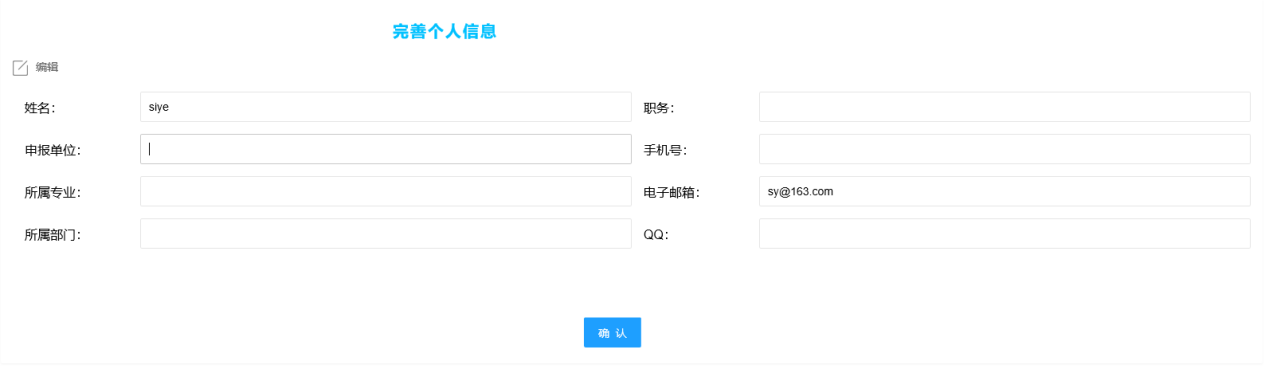 完善个人信息
编辑
姓名： siye 职务：
申报单位： 手机号：
所属专业： 电子邮箱： sy@163.com
所属部门： QQ：
确 认